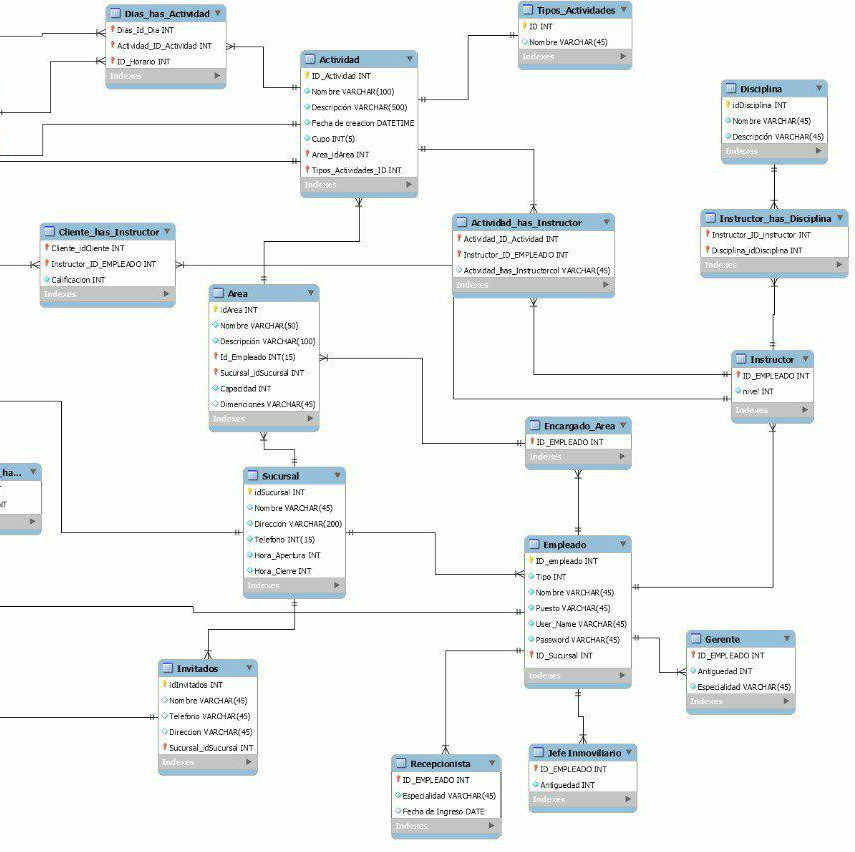 Dias_has_Actividad
Dias_Id_Dia INT
Actividad_ID_Actividad INT
ID_Horario INT
Indexes
Tipos_Actividades
ID INT
Nombre VARCHAR(45)
Indexes
Actividad
ID_Actividad INT
Nombre VARCHAR(100)
Descripción VARCHAR(500)
Fecha de creacion DATETIME
Cupo INT(5)
Area_idArea INT
Tipos_Actividades_ID INT
Indexes
Disciplina
idDisciplina INT
Nombre VARCHAR(45)
Descripción VARCHAR(45)
Indexes
Cliente_has_Instructor
Cliente_idCliente INT
Instructor_ID_EMPLEADO INT
Calificacion INT
Indexes
Actividad_has_Instructor
Actividad_ID_Actividad INT
Instructor_ID_EMPLEADO INT
Actividad_has_Instructorcol VARCHAR(45)
Indexes
Instructor_has_Disciplina
Instructor_ID_instructor INT
Disciplina_idDisciplina INT
Indexes
Area
idArea INT
Nombre VARCHAR(50)
Descripción VARCHAR(100)
Id_Empleado INT(15)
Sucursal_idSucursal INT
Capacidad INT
Dimenciones VARCHAR(45)
Indexes
Instructor
ID_EMPLEADO INT
nivel INT
Indexes
Encargado_Area
ID_EMPLEADO INT
Indexes
_ha...
NT
Sucursal
idSucursal INT
Nombre VARCHAR(45)
Direccion VARCHAR(200)
Telefono INT(15)
Hora_Apertura INT
Hora_Cierre INT
Indexes
Empleado
ID_empleado INT
Tipo INT
Nombre VARCHAR(45)
Puesto VARCHAR(45)
User_Name VARCHAR(45)
Password VARCHAR(45)
ID_Sucursal INT
Indexes
Gerente
ID_EMPLEADO INT
Antiguedad INT
Especialidad VARCHAR(45)
Indexes
Invitados
idInvitados INT
Nombre VARCHAR(45)
Telefono VARCHAR(45)
Direccion VARCHAR(45)
Sucursal_idSucursal INT
Indexes
Recepcionista
ID_EMPLEADO INT
Especialidad VARCHAR(45)
Fecha de Ingreso DATE
Indexes
Jefe Inmoviliario
ID_EMPLEADO INT
Antiguedad INT
Indexes